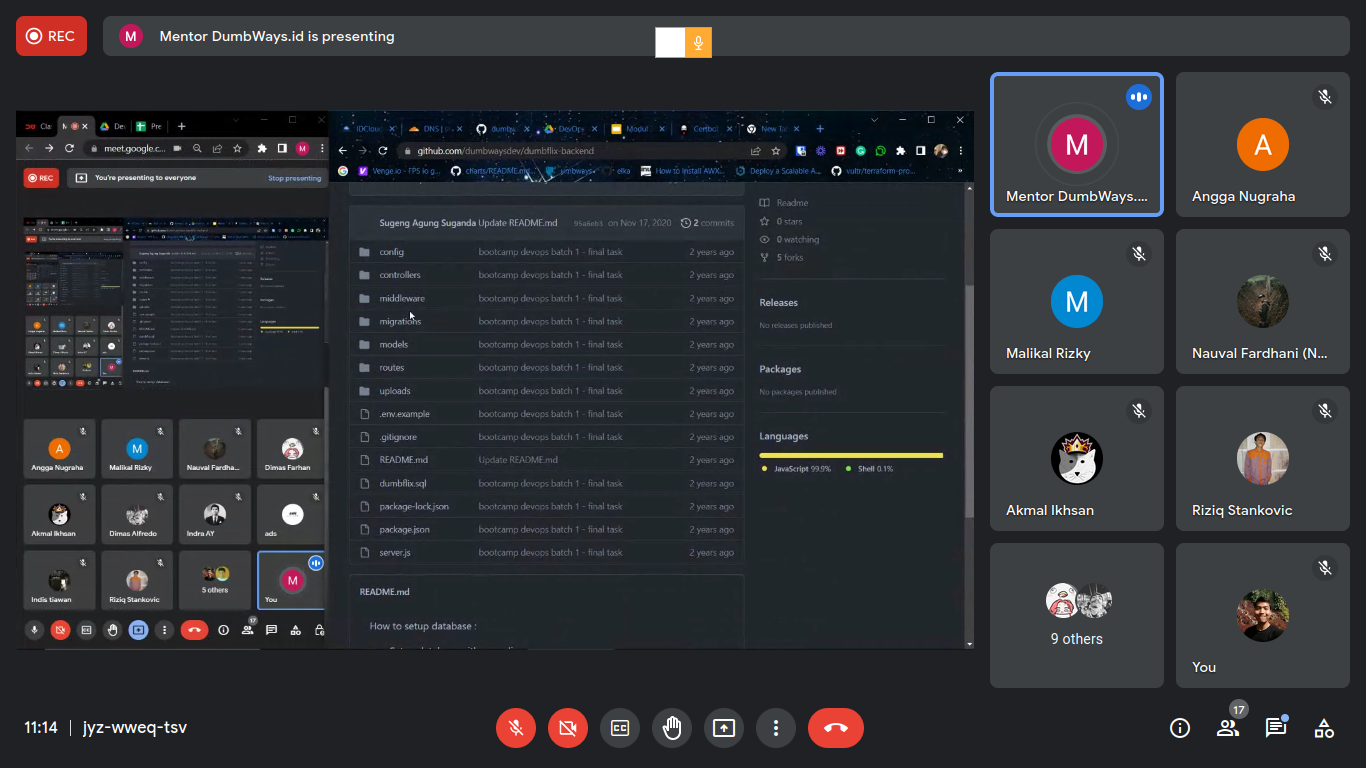 REC
M
Mentor DumbWays.id is presenting
meet.google.c...
REC
You're presenting to everyone
Stop presenting
A
Angga Nugraha
M
Malikal Rizky
Nauval Fardha...
Dimas Farhan
Akmal Ikhsan
Dimas Alfredo
Indra AY
ads
Indis tiawan
Riziq Stankovic
5 others
M
You
17
github.com/dumbwaysdev/dumbflix-backend
Venge.io - FPS io g...
charts/README.md...
umbways
elka
How to Install AWX...
Deploy a Scalable A...
vultr/terraform-pro...
Sugeng Agung Suganda Update README.md
on Nov 17, 2020
2 commits
config bootcamp devops batch 1 - final task 2 years ago
controllers bootcamp devops batch 1 - final task 2 years ago
middleware bootcamp devops batch 1 - final task 2 years ago
migrations bootcamp devops batch 1 - final task 2 years ago
models bootcamp devops batch 1 - final task 2 years ago
routes bootcamp devops batch 1 - final task 2 years ago
uploads bootcamp devops batch 1 - final task 2 years ago
.env.example bootcamp devops batch 1 - final task 2 years ago
.gitignore bootcamp devops batch 1 - final task 2 years ago
README.md Update README.md 2 years ago
dumbflix.sql bootcamp devops batch 1 - final task 2 years ago
package-lock.json bootcamp devops batch 1 - final task 2 years ago
package.json bootcamp devops batch 1 - final task 2 years ago
server.js bootcamp devops batch 1 - final task 2 years ago
README.md
How to setup database :
Readme
0 stars
0 watching
5 forks
Releases
No releases published
Packages
No packages published
Languages
JavaScript 99.9% Shell 0.1%
M
Mentor DumbWays....
A
Angga Nugraha
M
Malikal Rizky
Nauval Fardhani (N...
Akmal Ikhsan
Riziq Stankovic
9 others
You
11:14 | jyz-wweq-tsv
17